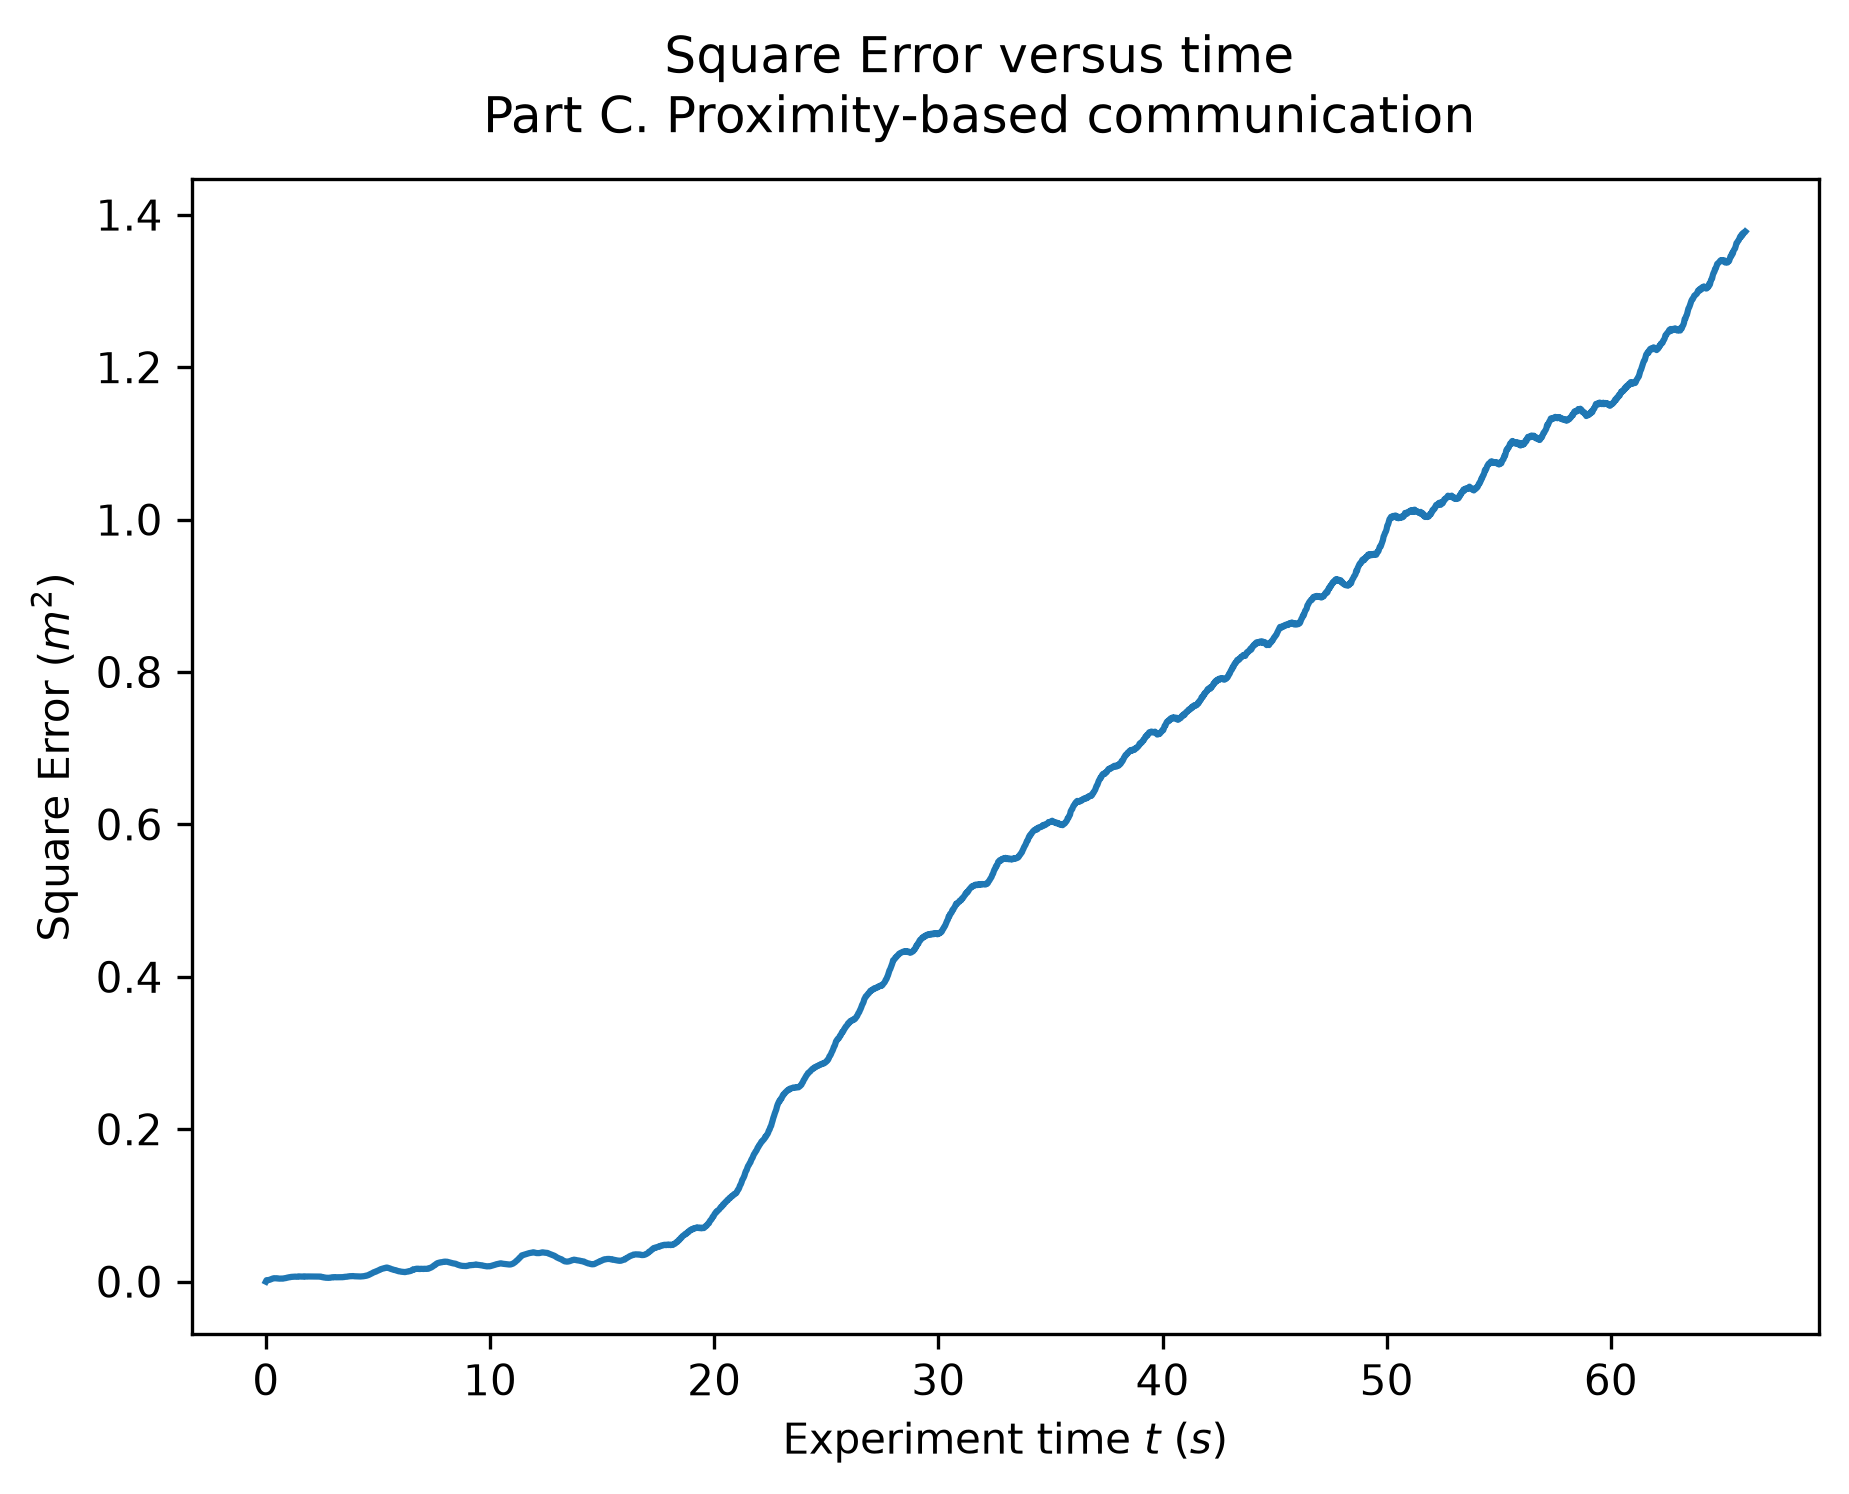 Square Error versus time
Part C. Proximity-based communication
1.4
1.2
1.0
0.8
0.6
0.4
0.2
0.0
Square Error (m²)
0 10 20 30 40 50 60
Experiment time t (s)